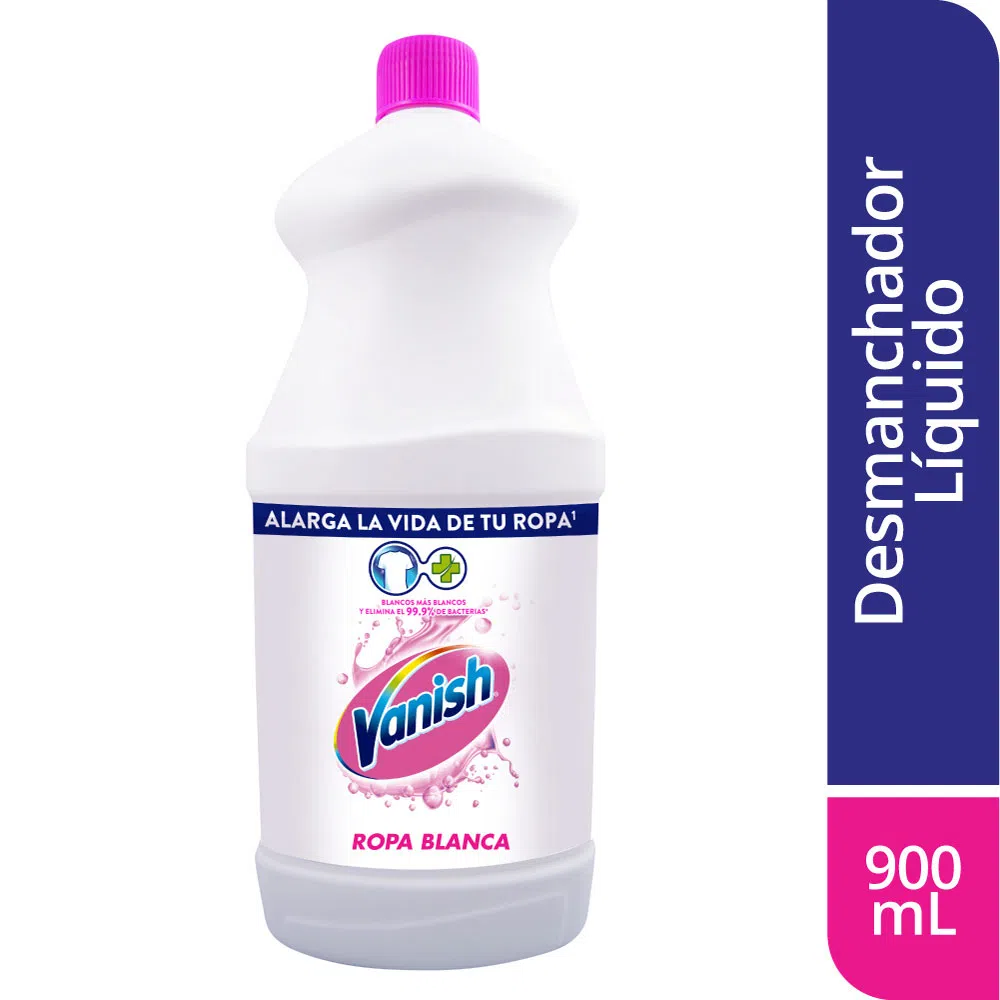 ALARGA LA VIDA DE TU ROPA¹
BLANCOS MÁS BLANCOS
Y ELIMINA EL 99.9% DE BACTERIAS*
Vanish
ROPA BLANCA
Desmanchador
Líquido
900
mL